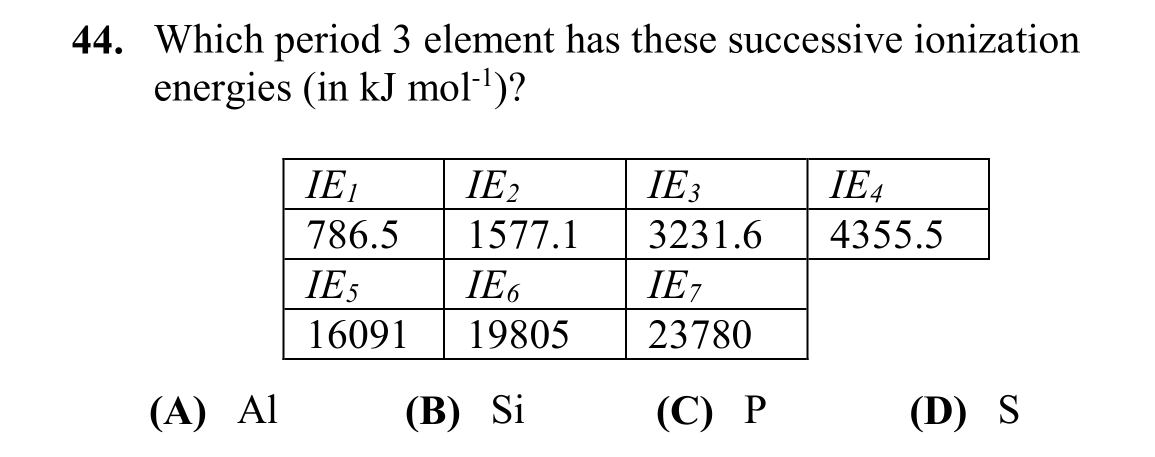 44. Which period 3 element has these successive ionization
energies (in kJ mol⁻¹)?
IE₁ IE₂ IE₃ IE₄
786.5 1577.1 3231.6 4355.5
IE₅ IE₆ IE₇
16091 19805 23780
(A) Al (B) Si (C) P (D) S